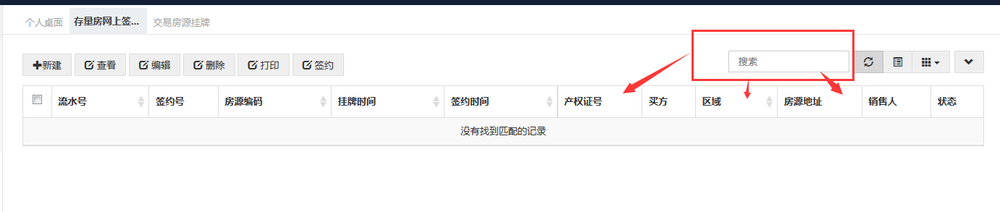 个人桌面 存量房网上签... 交易房源挂牌
新建 查看 编辑 删除 打印 签约 搜索
流水号 签约号 房源编码 挂牌时间 签约时间 产权证号 买方 区域 房源地址 销售人 状态
没有找到匹配的记录